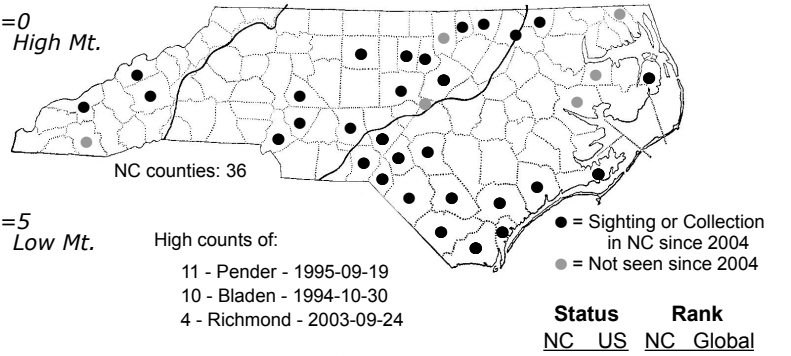 =0
High Mt.
NC counties: 36
=5
Low Mt.
High counts of:
11 - Pender - 1995-09-19
10 - Bladen - 1994-10-30
4 - Richmond - 2003-09-24
= Sighting or Collection
in NC since 2004
= Not seen since 2004
Status Rank
NC US NC Global